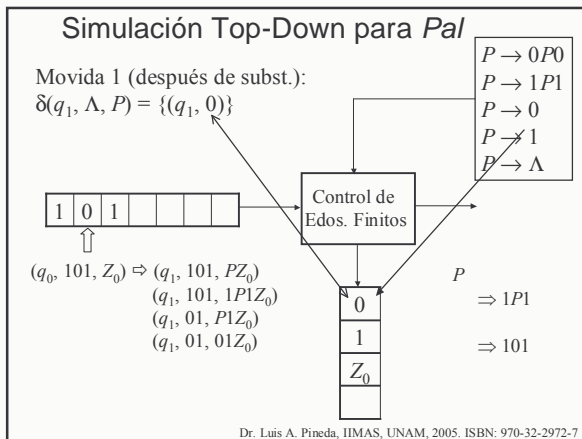 Simulación Top-Down para Pal
Movida 1 (después de subst.):
δ(q₁, Λ, P) = {(q₁, 0)}
P → 0P0
P → 1P1
P → 0
P → 1
P → Λ
Control de
Edos. Finitos
1 0 1
(q₀, 101, Z₀) ⇨ (q₁, 101, PZ₀)
(q₁, 101, 1P1Z₀)
(q₁, 01, P1Z₀)
(q₁, 01, 01Z₀)
0
1
Z₀
P
⇒ 1P1
⇒ 101
Dr. Luis A. Pineda, IIMAS, UNAM, 2005. ISBN: 970-32-2972-7